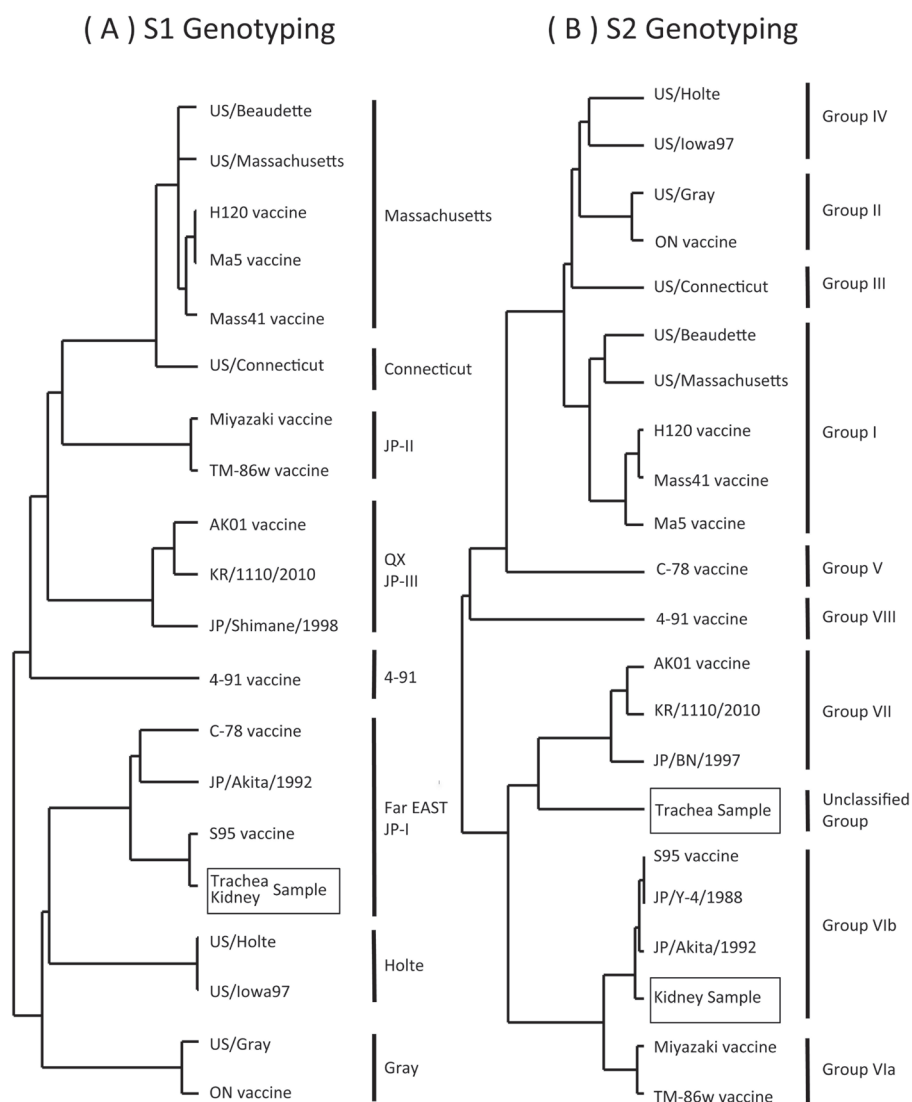 ( A ) S1 Genotyping
US/Beaudette
US/Massachusetts
H120 vaccine
Ma5 vaccine
Mass41 vaccine
Massachusetts
US/Connecticut
Connecticut
Miyazaki vaccine
TM-86w vaccine
JP-II
AK01 vaccine
KR/1110/2010
JP/Shimane/1998
QX
JP-III
4-91 vaccine
4-91
C-78 vaccine
JP/Akita/1992
S95 vaccine
Trachea
Kidney Sample
Far EAST
JP-I
US/Holte
US/Iowa97
Holte
US/Gray
ON vaccine
Gray
( B ) S2 Genotyping
US/Holte
US/Iowa97
Group IV
US/Gray
ON vaccine
Group II
US/Connecticut
Group III
US/Beaudette
US/Massachusetts
H120 vaccine
Mass41 vaccine
Ma5 vaccine
Group I
C-78 vaccine
Group V
4-91 vaccine
Group VIII
AK01 vaccine
KR/1110/2010
JP/BN/1997
Group VII
Trachea Sample
Unclassified
Group
S95 vaccine
JP/Y-4/1988
JP/Akita/1992
Kidney Sample
Group VIb
Miyazaki vaccine
TM-86w vaccine
Group VIa